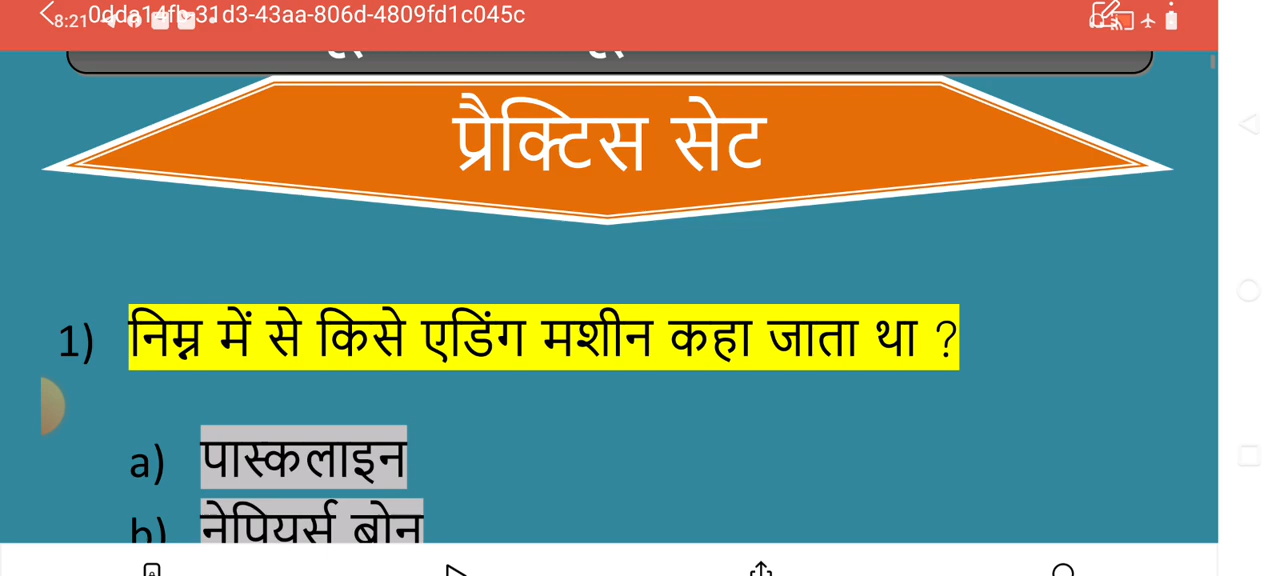 8:21 0dda14fb-31d3-43aa-806d-4809fd1c045c
प्रैक्टिस सेट
1) निम्न में से किसे एडिंग मशीन कहा जाता था ?
a) पास्कलाइन
b) नेपियर्स बोन